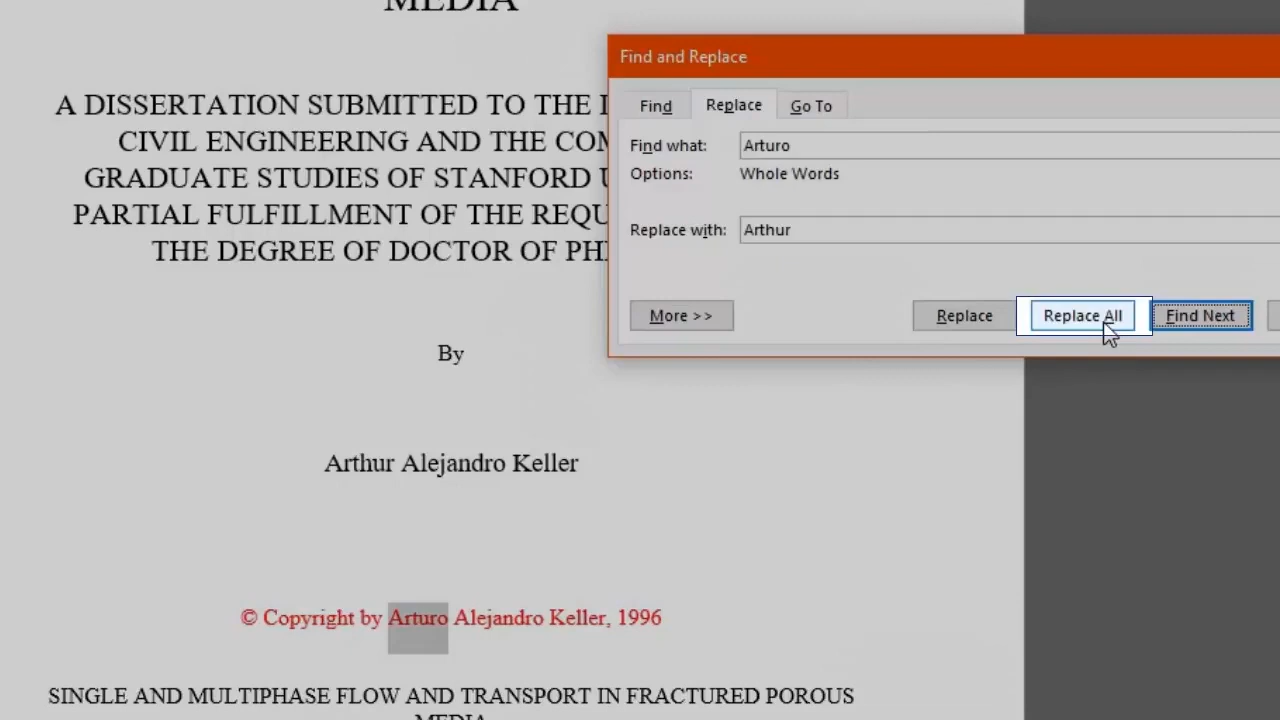 MEDIA
A DISSERTATION SUBMITTED TO THE
CIVIL ENGINEERING AND THE
GRADUATE STUDIES OF STANFORD
PARTIAL FULFILLMENT OF THE
THE DEGREE OF DOCTOR OF
By
Arthur Alejandro Keller
© Copyright by Arturo Alejandro Keller, 1996
SINGLE AND MULTIPHASE FLOW AND TRANSPORT IN FRACTURED POROUS
MEDIA
Find and Replace
Find Replace Go To
Find what: Arturo
Options: Whole Words
Replace with: Arthur
More >> Replace Replace All Find Next